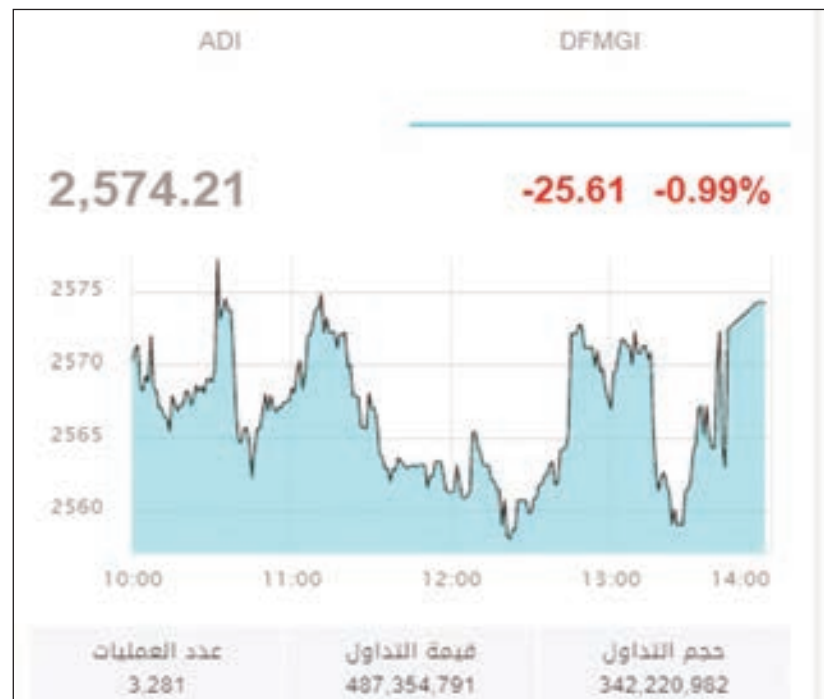 ADI DFMGI
2,574.21 -25.61 -0.99%
2575
2570
2565
2560
10:00 11:00 12:00 13:00 14:00
حجم التداول قيمة التداول عدد العمليات
342,220,982 487,354,791 3,281